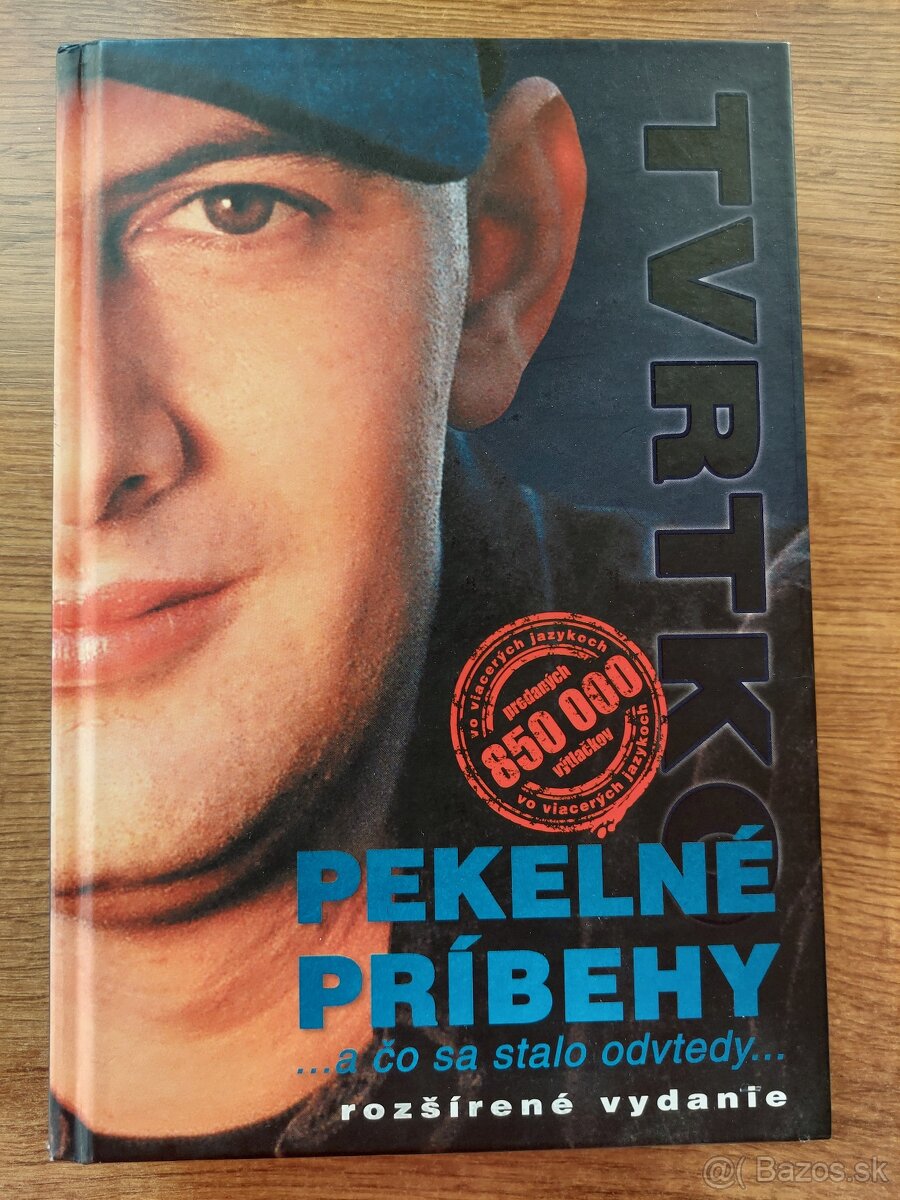 TVRTKO
vo viacerých jazykoch
predaných
850 000
výtlačkov
vo viacerých jazykoch
PEKELNÉ
PRÍBEHY
...a čo sa stalo odvtedy...
rozšírené vydanie
@( Bazos.sk